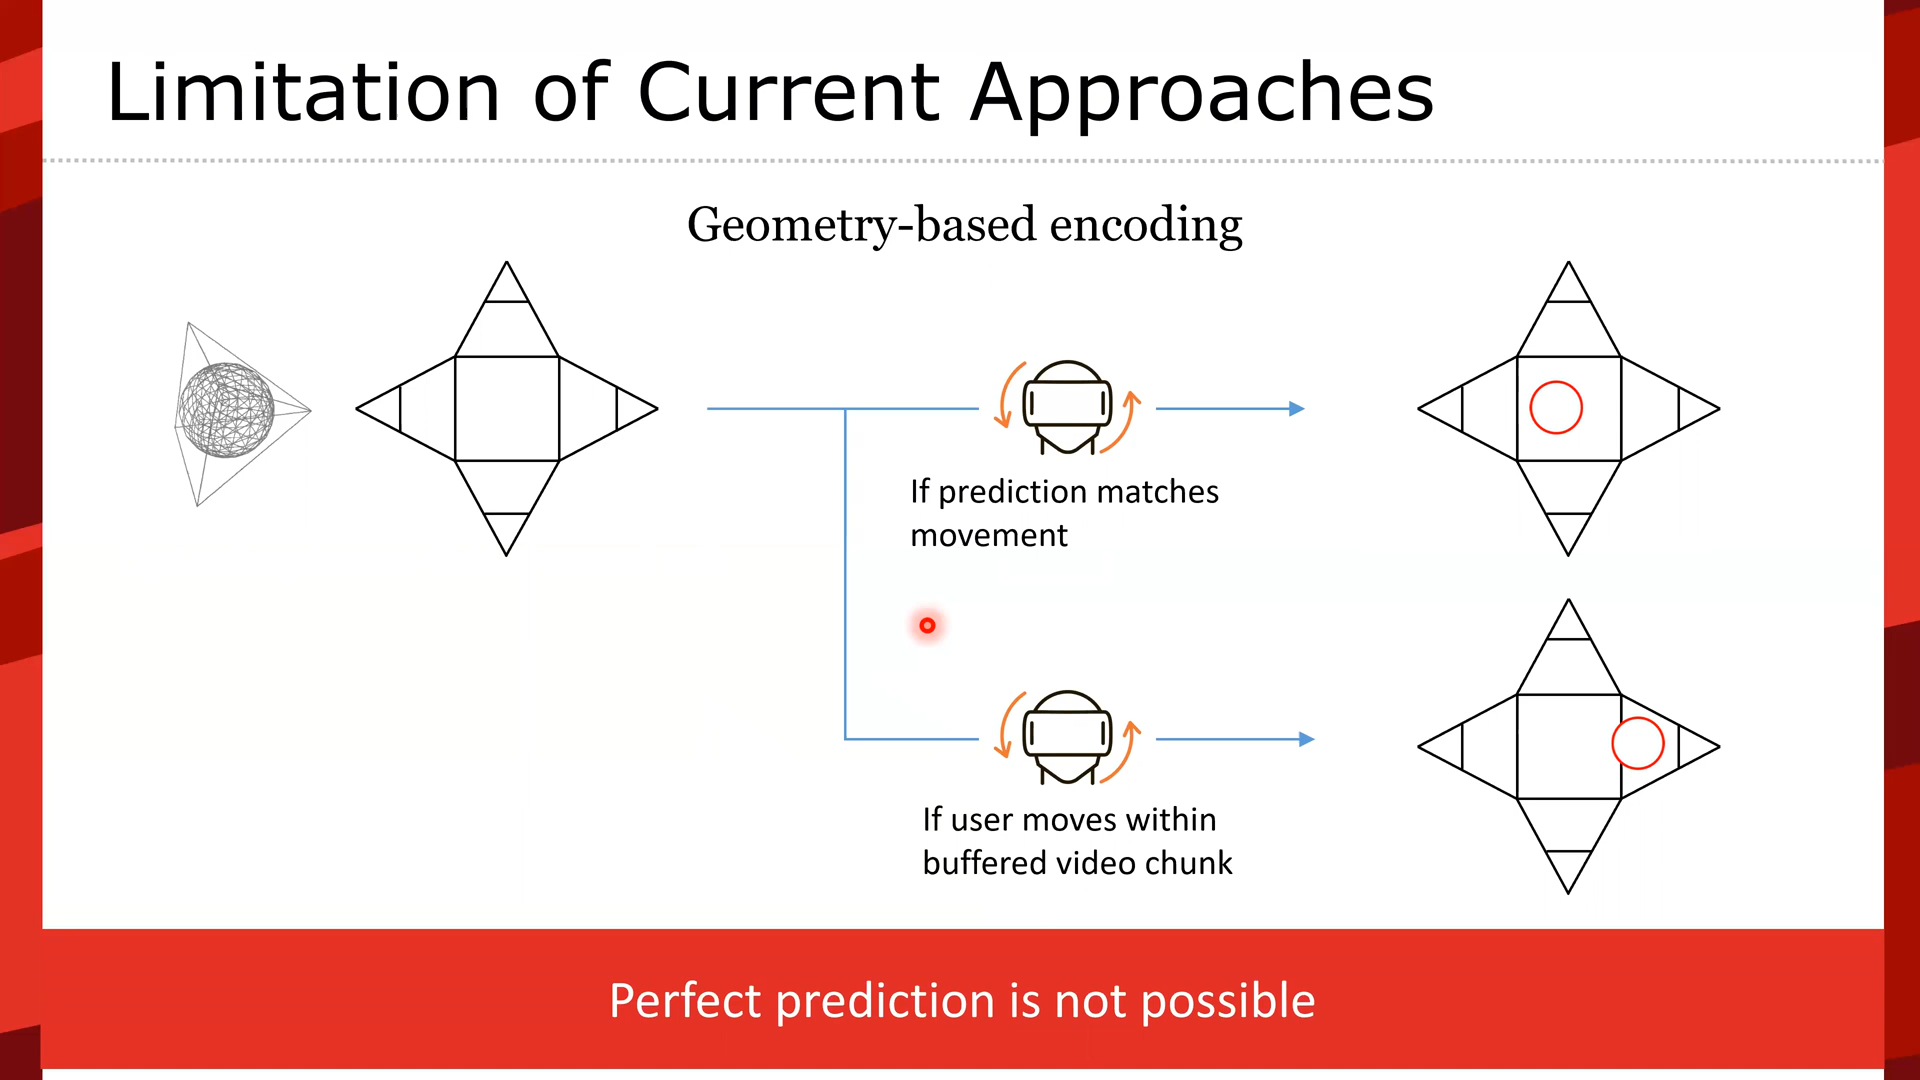 Limitation of Current Approaches
Geometry-based encoding
If prediction matches
movement
If user moves within
buffered video chunk
Perfect prediction is not possible